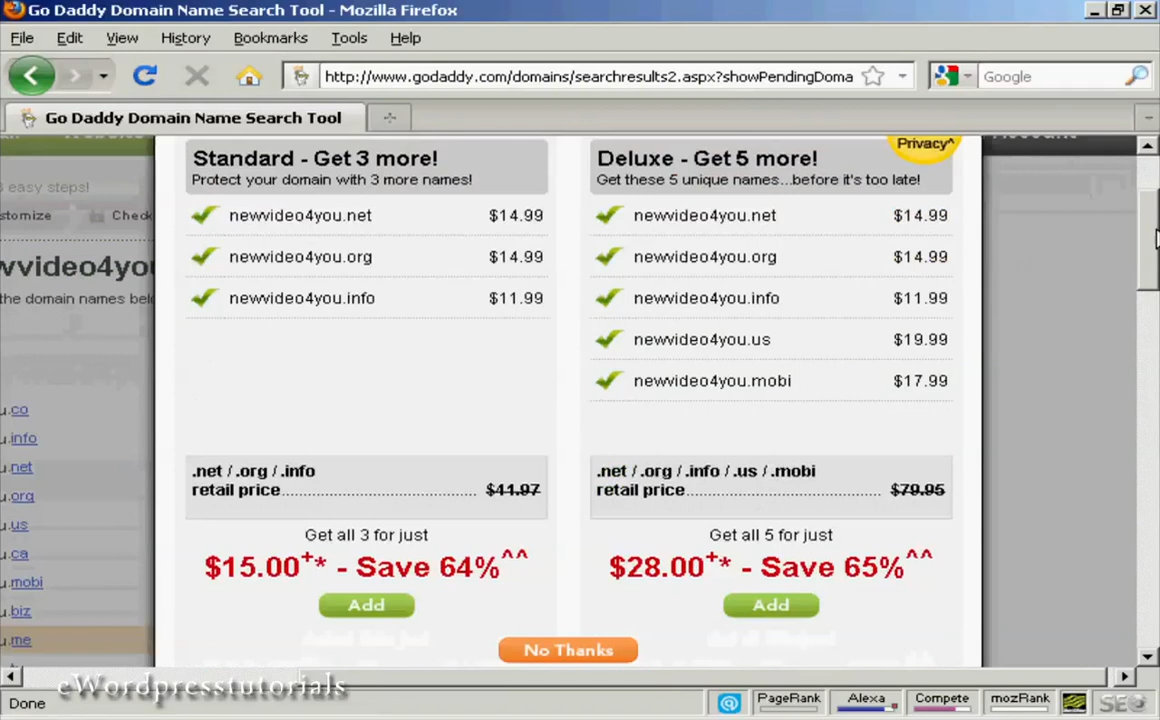 Go Daddy Domain Name Search Tool - Mozilla Firefox
File Edit View History Bookmarks Tools Help
http://www.godaddy.com/domains/searchresults2.aspx?showPendingDoma
Google
Go Daddy Domain Name Search Tool
Privacy^
Standard - Get 3 more!
Protect your domain with 3 more names!
newvideo4you.net $14.99
newvideo4you.org $14.99
newvideo4you.info $11.99
.net / .org / .info
retail price $41.97
Get all 3 for just
$15.00+* - Save 64%^^
Add
Deluxe - Get 5 more!
Get these 5 unique names...before it's too late!
newvideo4you.net $14.99
newvideo4you.org $14.99
newvideo4you.info $11.99
newvideo4you.us $19.99
newvideo4you.mobi $17.99
.net / .org / .info / .us / .mobi
retail price $79.95
Get all 5 for just
$28.00+* - Save 65%^^
Add
No Thanks
3 easy steps!
stomize Check
wvideo4you
the domain names bel
u.co
u.info
u.net
u.org
u.us
u.ca
u.mobi
u.biz
u.me
eWordpresstutorials
Done
PageRank Alexa Compete mozRank SEO